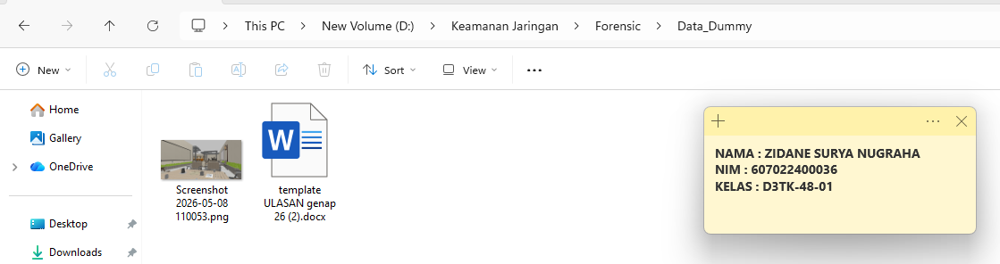 This PC > New Volume (D:) > Keamanan Jaringan > Forensic > Data_Dummy
New
Sort
View
Home
Gallery
OneDrive
Desktop
Downloads
Screenshot
2026-05-08
110053.png
W
template
ULASAN genap
26 (2).docx
NAMA : ZIDANE SURYA NUGRAHA
NIM : 607022400036
KELAS : D3TK-48-01